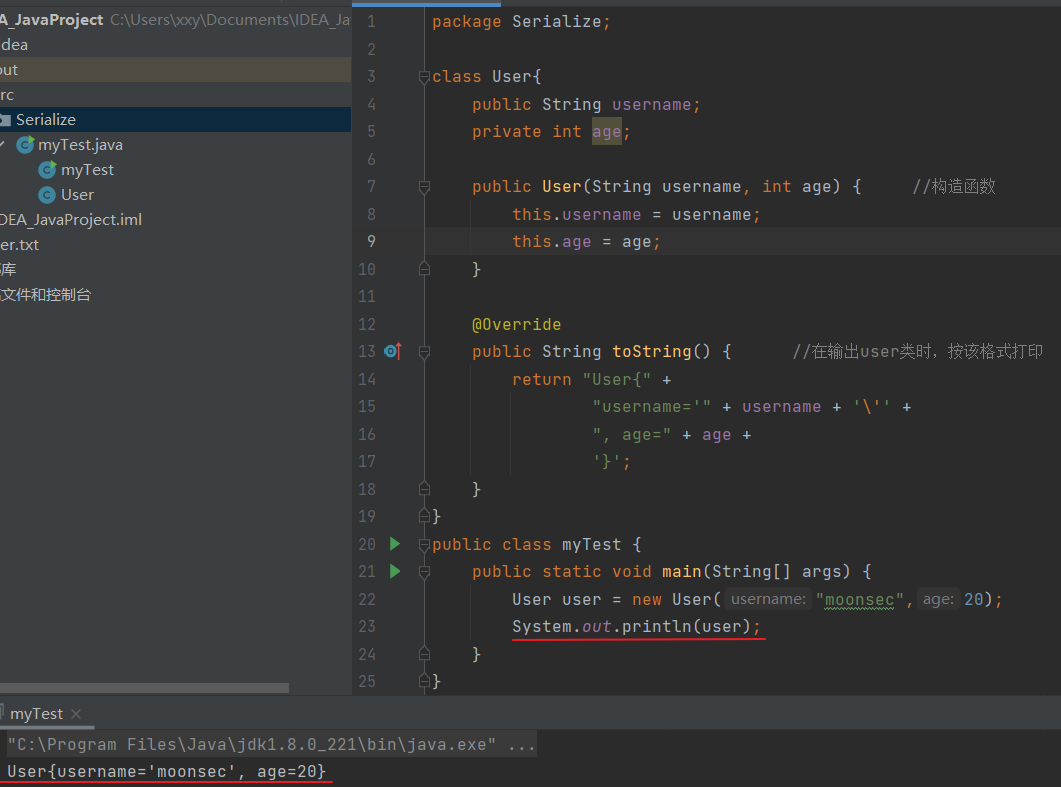 A_JavaProject C:\Users\xxy\Documents\IDEA_Ja
dea
out
rc
Serialize
myTest.java
myTest
User
DEA_JavaProject.iml
er.txt
库
文件和控制台
1 package Serialize;
2
3 class User{
4 public String username;
5 private int age;
6
7 public User(String username, int age) { //构造函数
8 this.username = username;
9 this.age = age;
10 }
11
12 @Override
13 public String toString() { //在输出user类时，按该格式打印
14 return "User{" +
15 "username='" + username + '\'' +
16 ", age=" + age +
17 '}';
18 }
19 }
20 public class myTest {
21 public static void main(String[] args) {
22 User user = new User( username: "moonsec", age: 20);
23 System.out.println(user);
24 }
25 }
myTest
"C:\Program Files\Java\jdk1.8.0_221\bin\java.exe" ...
User{username='moonsec', age=20}